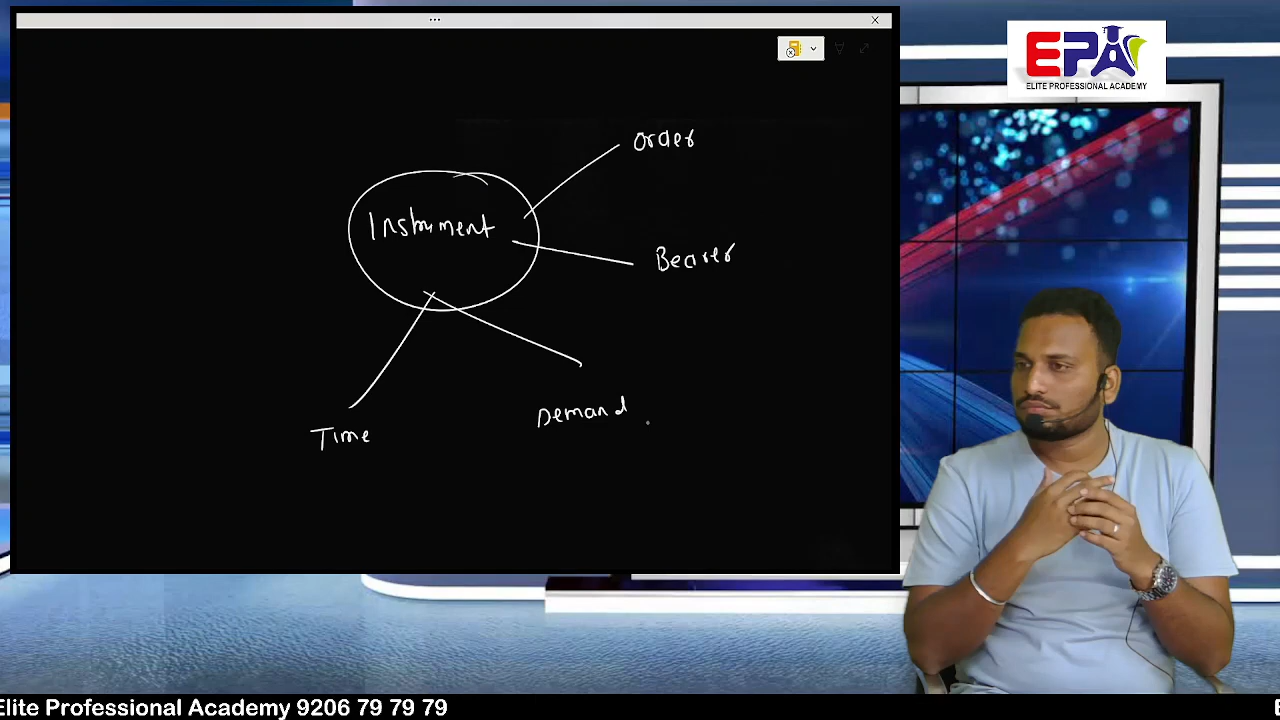 EPA
ELITE PROFESSIONAL ACADEMY
Order
Instrument
Bearer
Demand
Time
Elite Professional Academy 9206 79 79 79